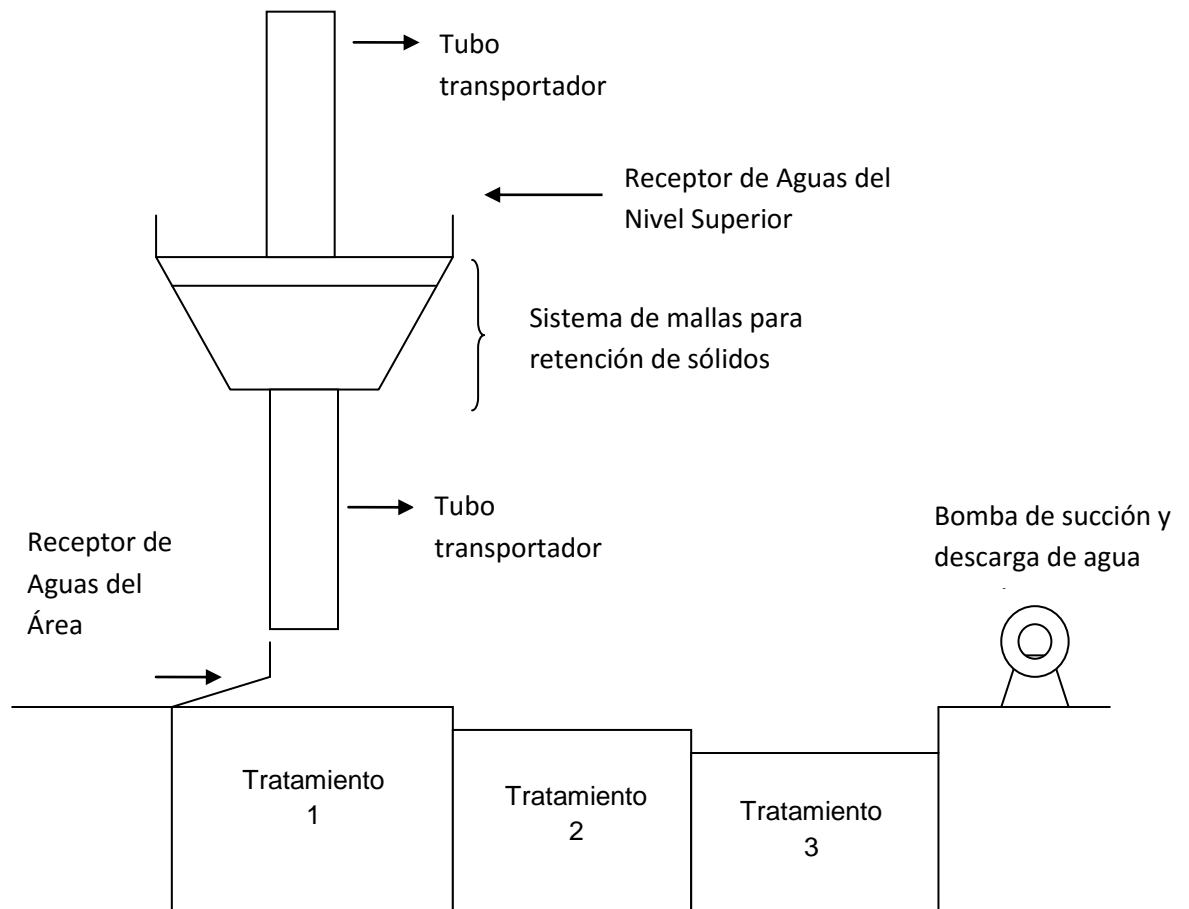 Tubo
transportador
Receptor de Aguas del
Nivel Superior
Sistema de mallas para
retención de sólidos
Tubo
transportador
Receptor de
Aguas del
Área
Bomba de succión y
descarga de agua
Tratamiento
1
Tratamiento
2
Tratamiento
3